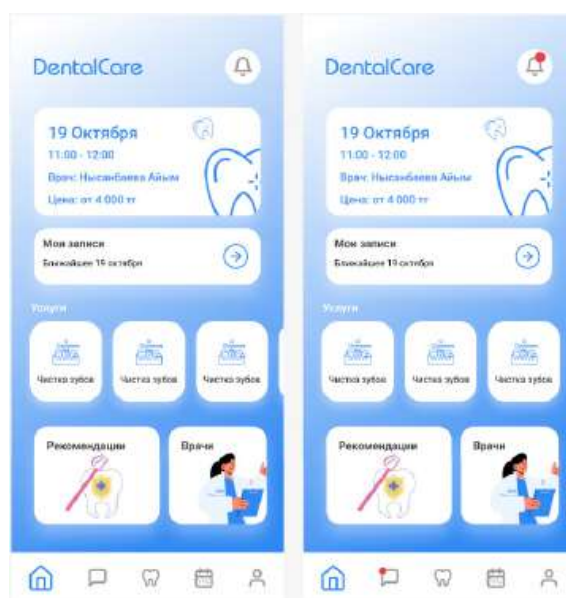 DentalCare
19 Октября
11:00 - 12:00
Врач: Нысанбаева Айым
Цена: от 4 000 тг
Мои записи
Ближайшее 19 октября
Услуги
Чистка зубов
Чистка зубов
Чистка зубов
Рекомендации
Врачи
DentalCare
19 Октября
11:00 - 12:00
Врач: Нысанбаева Айым
Цена: от 4 000 тг
Мои записи
Ближайшее 19 октября
Услуги
Чистка зубов
Чистка зубов
Чистка зубов
Рекомендации
Врачи